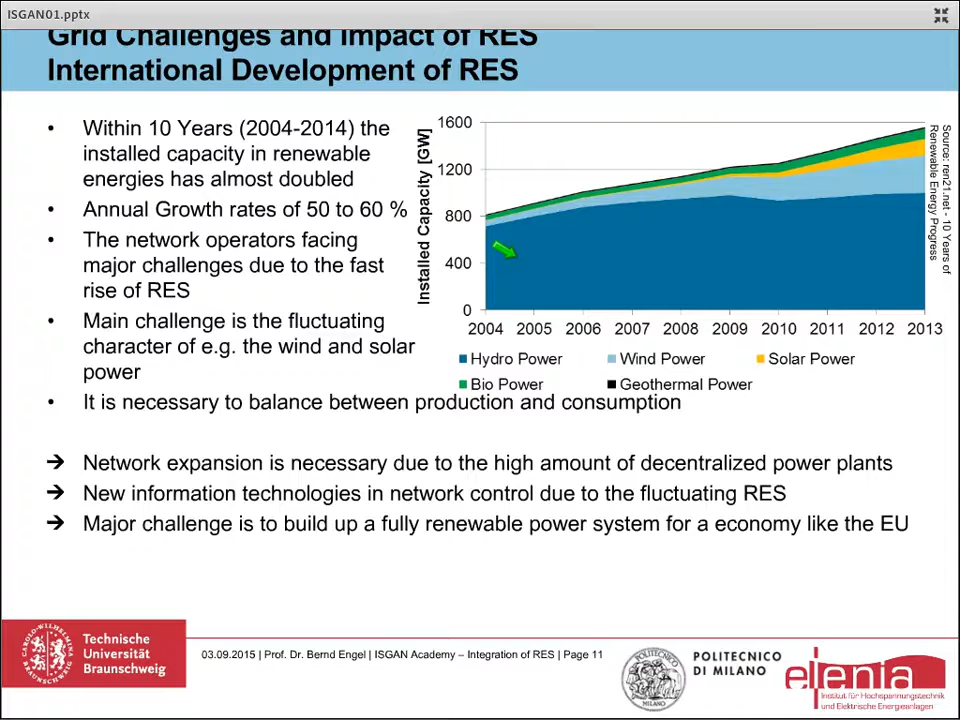 ISGAN01.pptx
Grid Challenges and Impact of RES
International Development of RES
• Within 10 Years (2004-2014) the
installed capacity in renewable
energies has almost doubled
• Annual Growth rates of 50 to 60 %
• The network operators facing
major challenges due to the fast
rise of RES
• Main challenge is the fluctuating
character of e.g. the wind and solar
power
• It is necessary to balance between production and consumption
Installed Capacity [GW]
1600
1200
800
400
0
2004 2005 2006 2007 2008 2009 2010 2011 2012 2013
Hydro Power Wind Power Solar Power
Bio Power Geothermal Power
Source: ren21.net - 10 Years of
Renewable Energy Progress
➔ Network expansion is necessary due to the high amount of decentralized power plants
➔ New information technologies in network control due to the fluctuating RES
➔ Major challenge is to build up a fully renewable power system for a economy like the EU
Technische
Universität
Braunschweig
03.09.2015 | Prof. Dr. Bernd Engel | ISGAN Academy – Integration of RES | Page 11
POLITECNICO
DI MILANO
elenia
Institut für Hochspannungstechnik
und Elektrische Energieanlagen